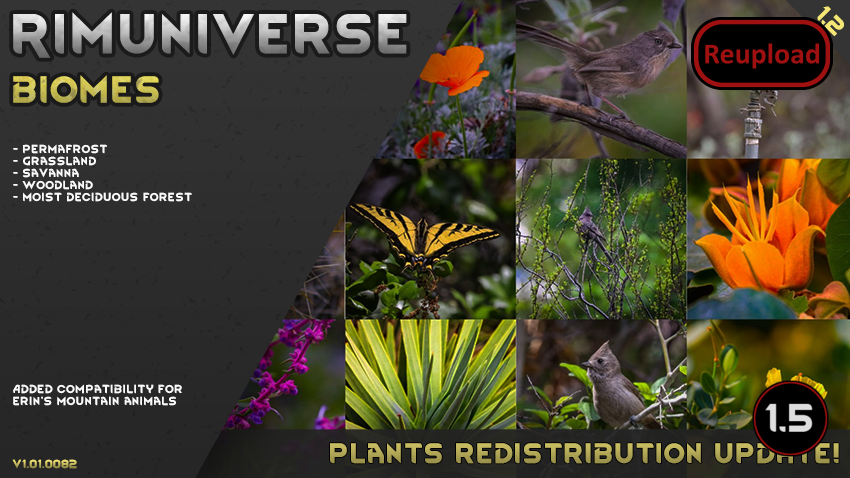 RIMUNIVERSE
1.2
Reupload
BIOMES
- PERMAFROST
- GRASSLAND
- SAVANNA
- WOODLAND
- MOIST DECIDUOUS FOREST
ADDED COMPATIBILITY FOR
ERIN'S MOUNTAIN ANIMALS
1.5
PLANTS REDISTRIBUTION UPDATE!
V1.01.0082